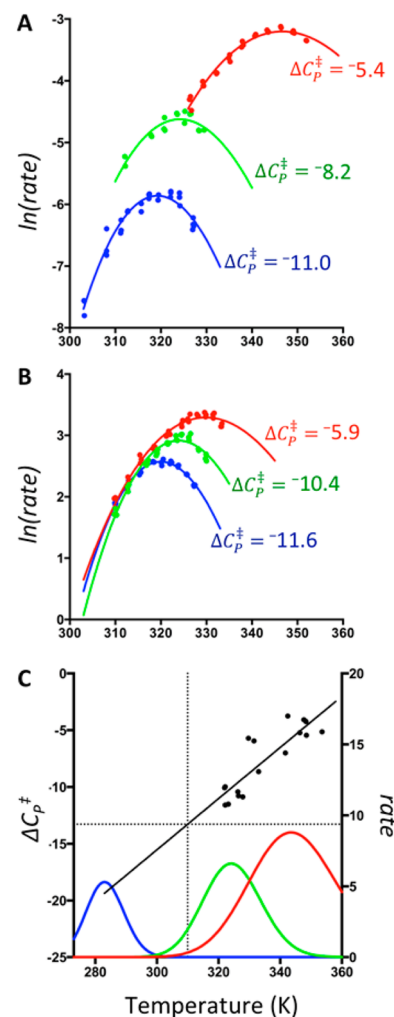 A
-3
-4
-5
-6
-7
-8
ln(rate)
ΔC‡P = ⁻5.4
ΔC‡P = ⁻8.2
ΔC‡P = ⁻11.0
300 310 320 330 340 350 360
B
4
3
2
1
0
ln(rate)
ΔC‡P = ⁻5.9
ΔC‡P = ⁻10.4
ΔC‡P = ⁻11.6
300 310 320 330 340 350 360
C
0 20
-5 15
-10 10
-15
-20 5
-25 0
ΔCP‡
rate
280 300 320 340 360
Temperature (K)